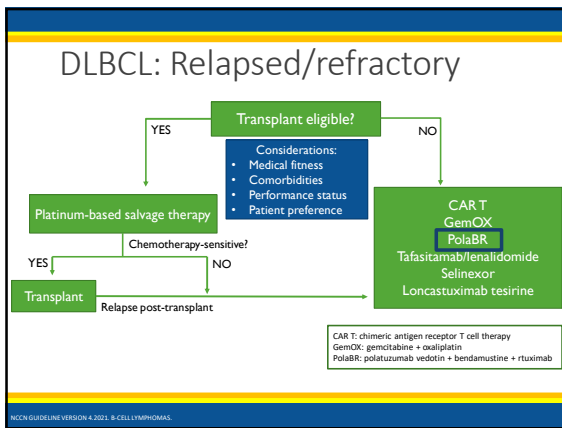 DLBCL: Relapsed/refractory
Transplant eligible?
YES
NO
Considerations:
• Medical fitness
• Comorbidities
• Performance status
• Patient preference
Platinum-based salvage therapy
Chemotherapy-sensitive?
YES
NO
Transplant
Relapse post-transplant
CAR T
GemOX
PolaBR
Tafasitamab/lenalidomide
Selinexor
Loncastuximab tesirine
CAR T: chimeric antigen receptor T cell therapy
GemOX: gemcitabine + oxaliplatin
PolaBR: polatuzumab vedotin + bendamustine + rtuximab
NCCN GUIDELINE VERSION 4.2021. B-CELL LYMPHOMAS.